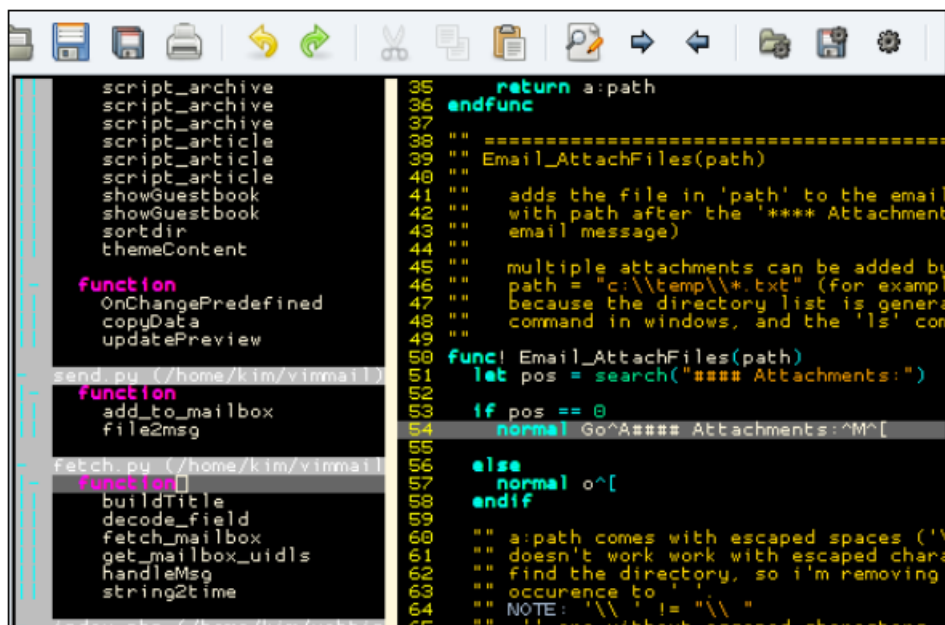 script_archive
script_archive
script_archive
script_article
script_article
script_article
showGuestbook
showGuestbook
sortdir
themeContent
function
OnChangePredefined
copyData
updatePreview
send.py (/home/kim/vimmail)
function
add_to_mailbox
file2msg
fetch.py (/home/kim/vimmail
function
buildTitle
decode_field
fetch_mailbox
get_mailbox_uidls
handleMsg
string2time
35 return a:path
36 endfunc
37
38 "" ======================================
39 "" Email_AttachFiles(path)
40 ""
41 "" adds the file in 'path' to the email
42 "" with path after the '**** Attachment
43 "" email message)
44 ""
45 "" multiple attachments can be added
46 "" path = "c:\\temp\\*.txt" (for
47 "" because the directory list is
48 "" command in windows, and the 'ls'
49 ""
50 func! Email_AttachFiles(path)
51 let pos = search("#### Attachments:")
52
53 if pos == 0
54 normal Go^A#### Attachments:^M^[
55
56 else
57 normal o^[
58 endif
59
60 "" a:path comes with escaped spaces ('\
61 "" doesn't work work with escaped
62 "" find the directory, so i'm removing
63 "" occurence to ' '.
64 "" NOTE: '\\ ' != "\\ "